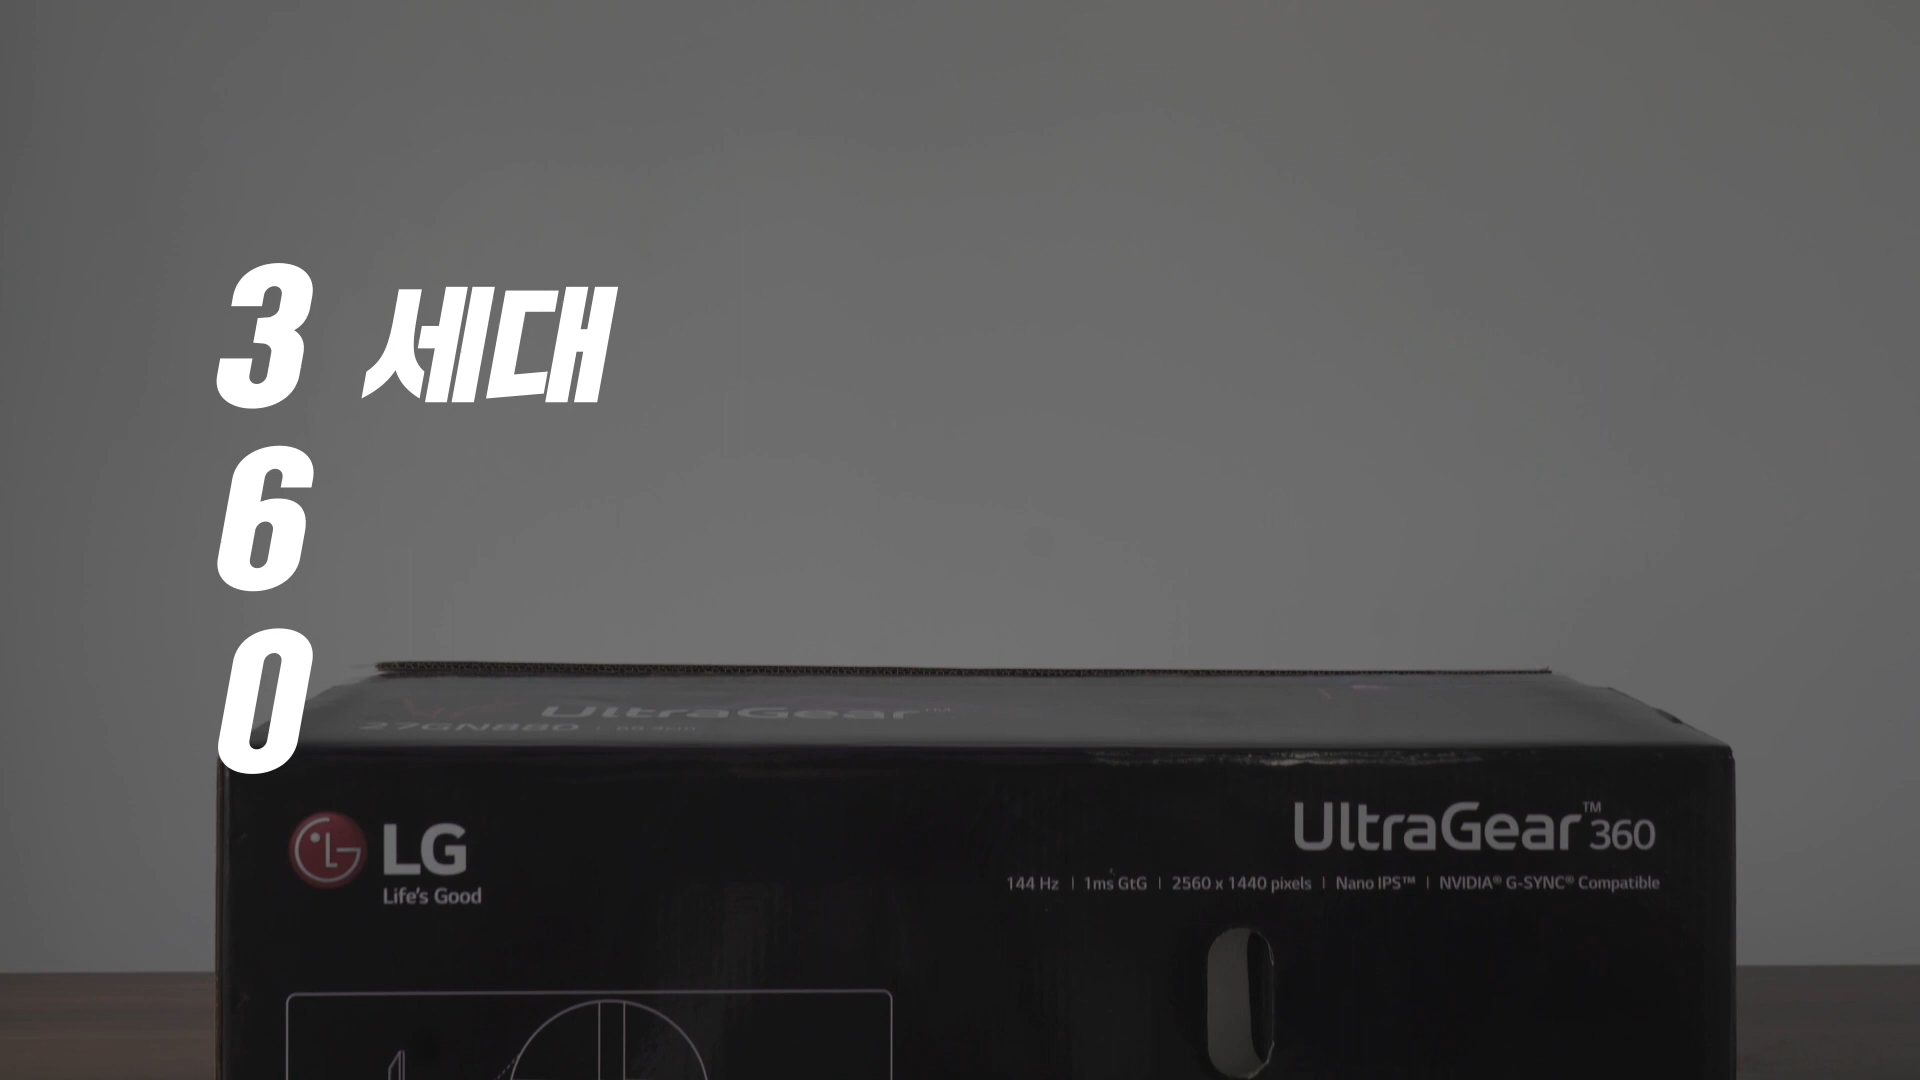 3 세대
6
0
UltraGear™
27GN880
LG
Life's Good
UltraGear™ 360
144 Hz | 1ms GtG | 2560 x 1440 pixels | Nano IPS™ | NVIDIA® G-SYNC® Compatible